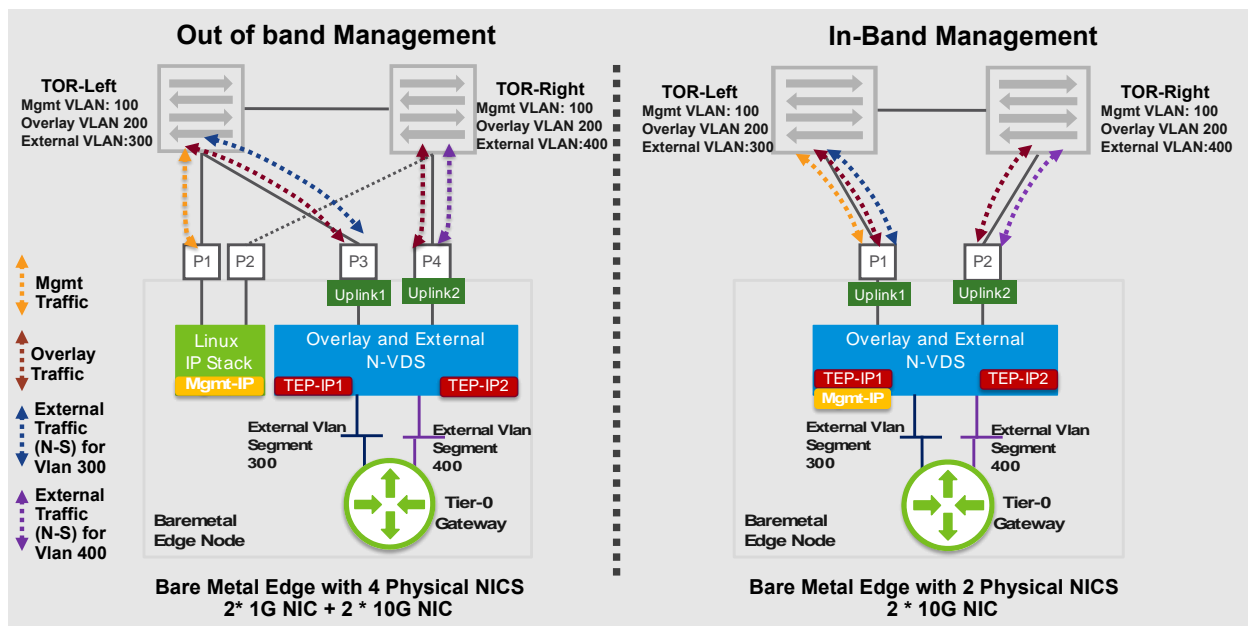 Out of band Management
TOR-Left
Mgmt VLAN: 100
Overlay VLAN 200
External VLAN:300
TOR-Right
Mgmt VLAN: 100
Overlay VLAN 200
External VLAN:400
P1
P2
P3
P4
Uplink1
Uplink2
Linux
IP Stack
Mgmt-IP
Overlay and External
N-VDS
TEP-IP1
TEP-IP2
External Vlan
Segment
300
External Vlan
Segment
400
Tier-0
Gateway
Baremetal
Edge Node
Bare Metal Edge with 4 Physical NICS
2* 1G NIC + 2 * 10G NIC
Mgmt
Traffic
Overlay
Traffic
External
Traffic
(N-S) for
Vlan 300
External
Traffic
(N-S) for
Vlan 400
In-Band Management
TOR-Left
Mgmt VLAN: 100
Overlay VLAN 200
External VLAN:300
TOR-Right
Mgmt VLAN: 100
Overlay VLAN 200
External VLAN:400
P1
P2
Uplink1
Uplink2
Overlay and External
N-VDS
TEP-IP1
Mgmt-IP
TEP-IP2
External Vlan
Segment
300
External Vlan
Segment
400
Tier-0
Gateway
Baremetal
Edge Node
Bare Metal Edge with 2 Physical NICS
2 * 10G NIC